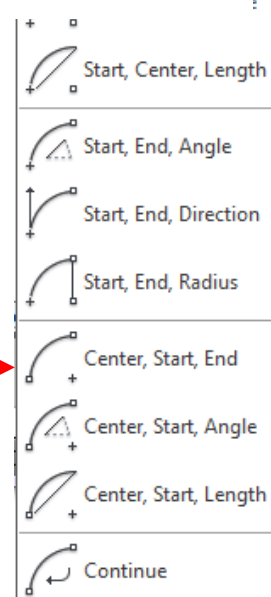 Start, Center, Length
Start, End, Angle
Start, End, Direction
Start, End, Radius
Center, Start, End
Center, Start, Angle
Center, Start, Length
Continue